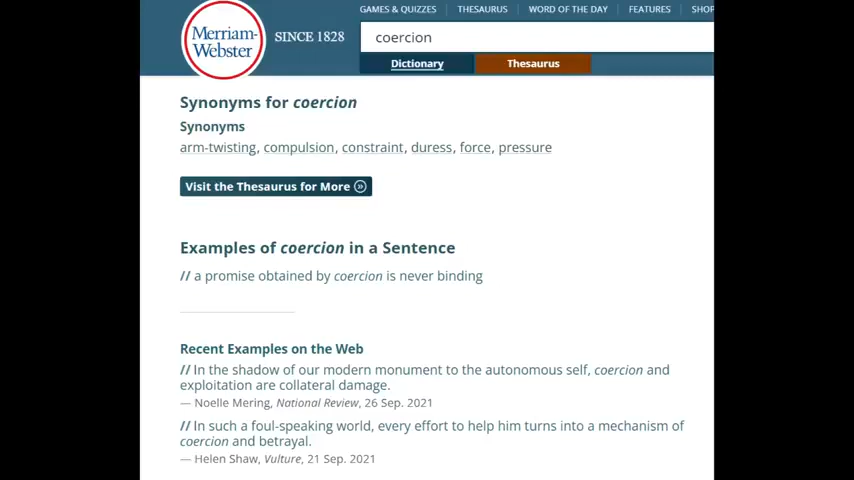 GAMES & QUIZZES THESAURUS WORD OF THE DAY FEATURES SHOP
Merriam-
Webster
SINCE 1828
coercion
Dictionary Thesaurus
Synonyms for coercion
Synonyms
arm-twisting, compulsion, constraint, duress, force, pressure
Visit the Thesaurus for More
Examples of coercion in a Sentence
// a promise obtained by coercion is never binding
Recent Examples on the Web
// In the shadow of our modern monument to the autonomous self, coercion and
exploitation are collateral damage.
— Noelle Mering, National Review, 26 Sep. 2021
// In such a foul-speaking world, every effort to help him turns into a mechanism of
coercion and betrayal.
— Helen Shaw, Vulture, 21 Sep. 2021